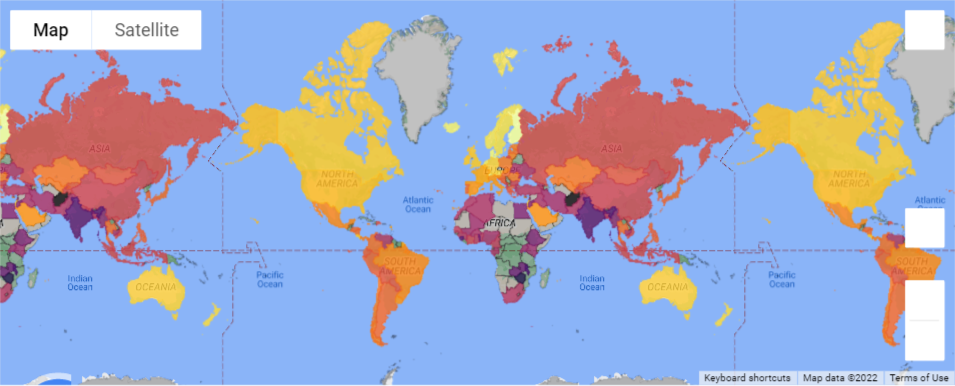 Map
Satellite
ASIA
NORTH
AMERICA
Atlantic
Ocean
Indian
Ocean
OCEANIA
Pacific
Ocean
SOUTH
AMERICA
AFRICA
ASIA
Indian
Ocean
OCEANIA
Pacific
Ocean
NORTH
AMERICA
Atlantic
Ocean
SOUTH
AMERICA
Keyboard shortcuts
Map data ©2022
Terms of Use